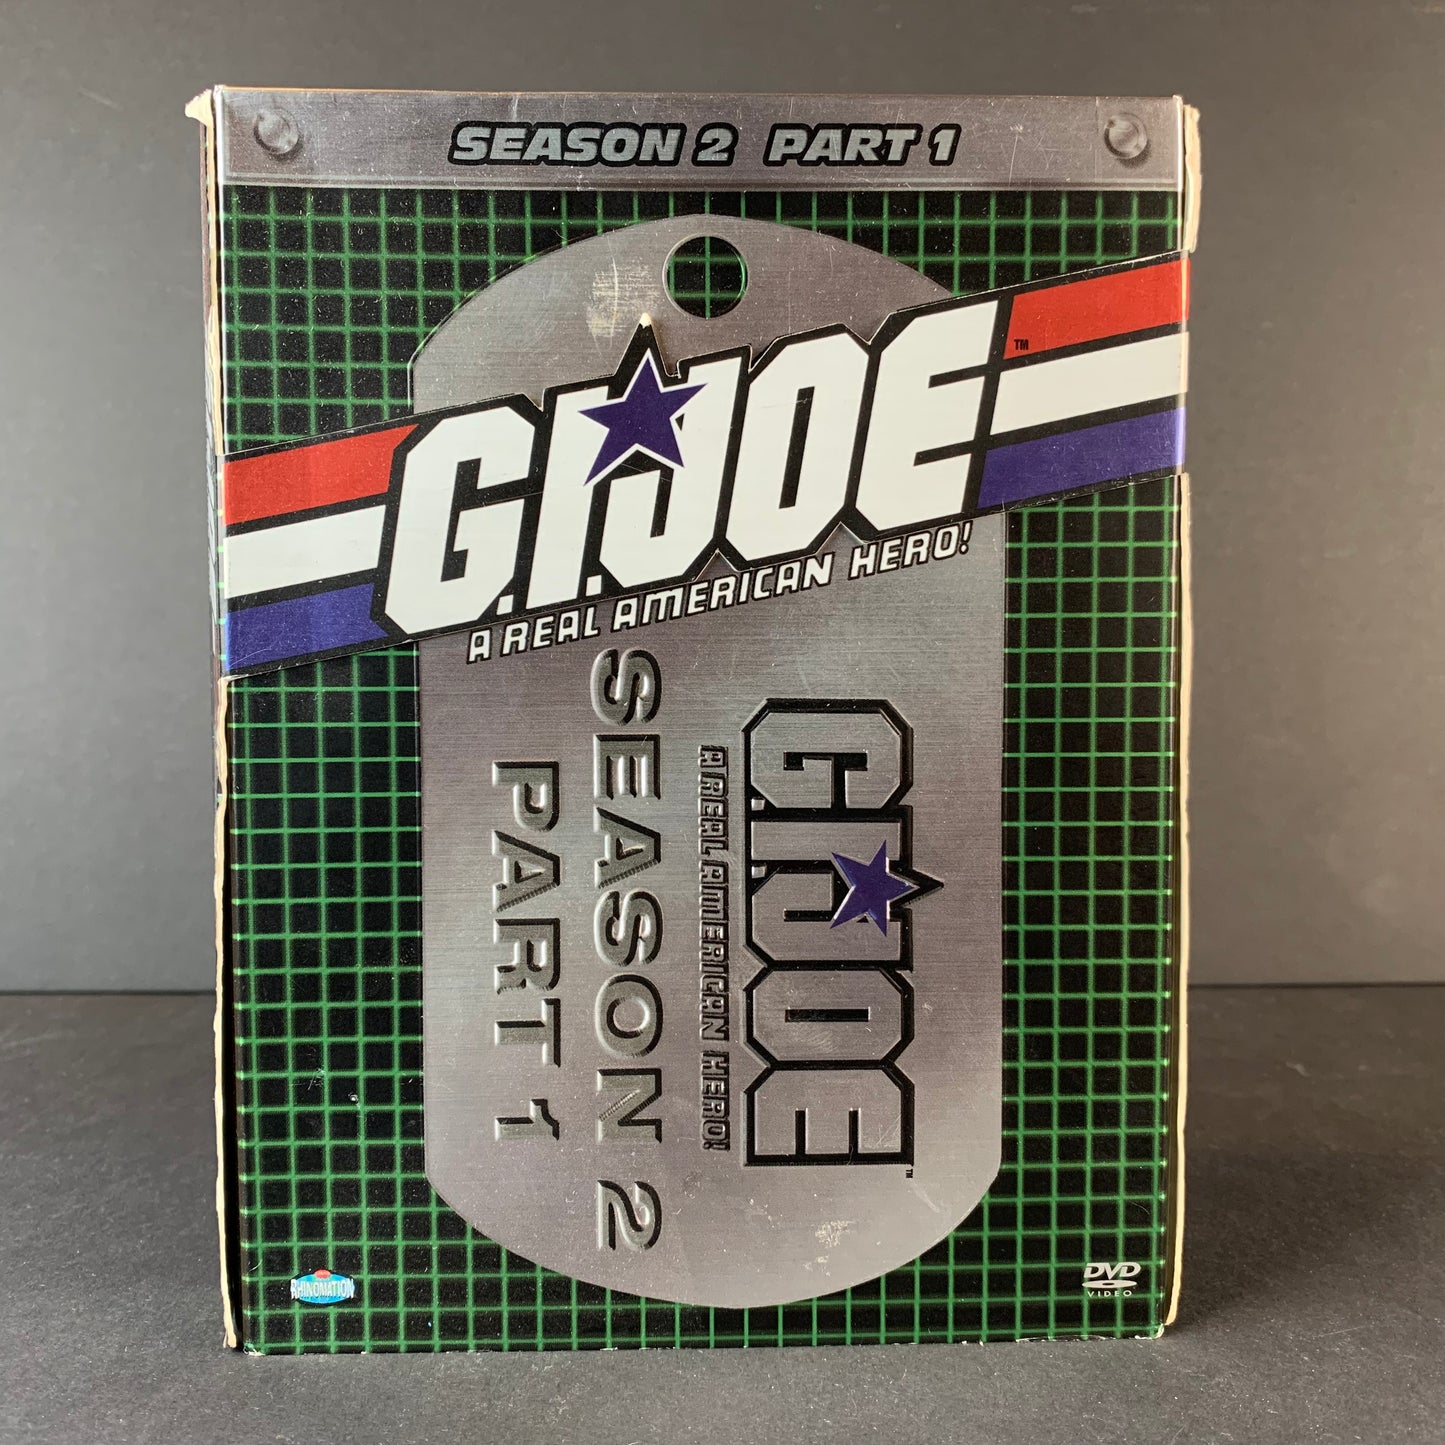 SEASON 2 PART 1
G.I.JOE
TM
A REAL AMERICAN HERO!
G.I.JOE
TM
A REAL AMERICAN HERO!
SEASON 2
PART 1
RHINOMATION
DVD
VIDEO